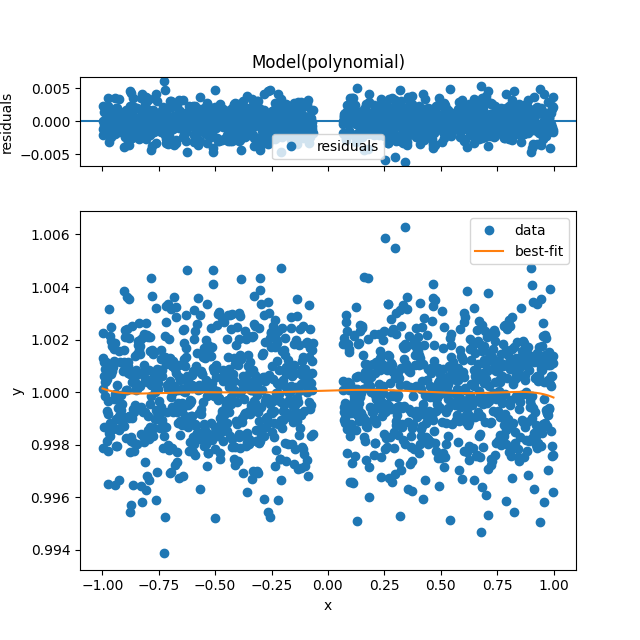 Model(polynomial)
residuals
0.005
0.000
−0.005
residuals
y
1.006
1.004
1.002
1.000
0.998
0.996
0.994
data
best-fit
−1.00 −0.75 −0.50 −0.25 0.00 0.25 0.50 0.75 1.00
x